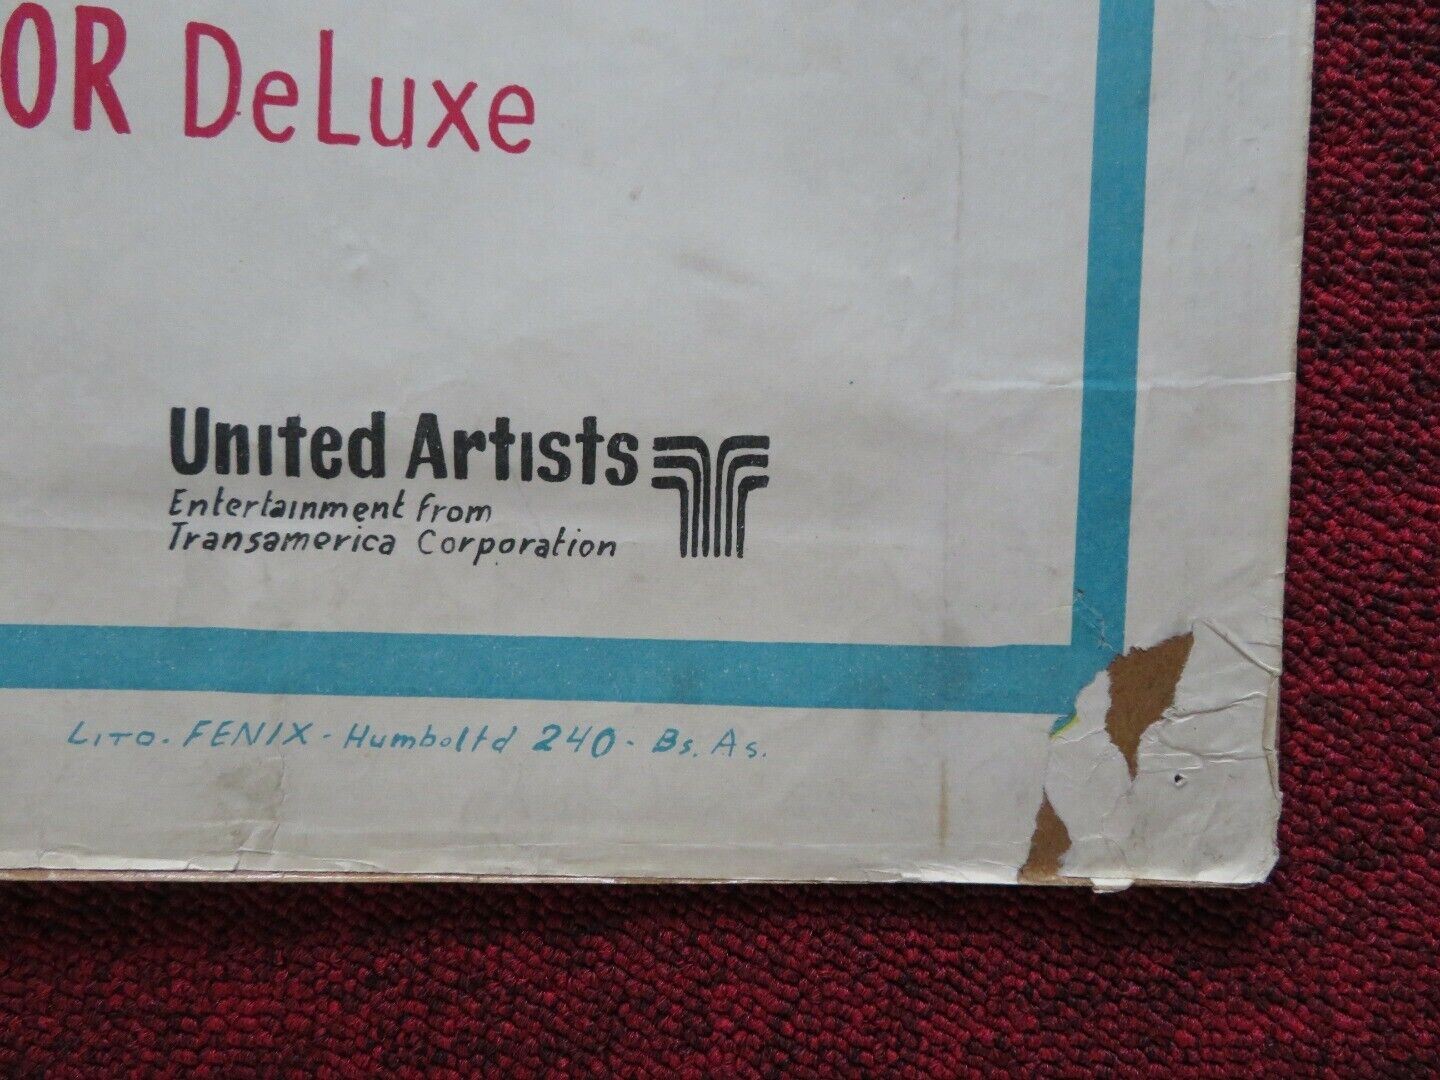 OR DeLuxe
United Artists
Entertainment from
Transamerica Corporation
LITO. FENIX - Humboltd 240 - Bs. As.